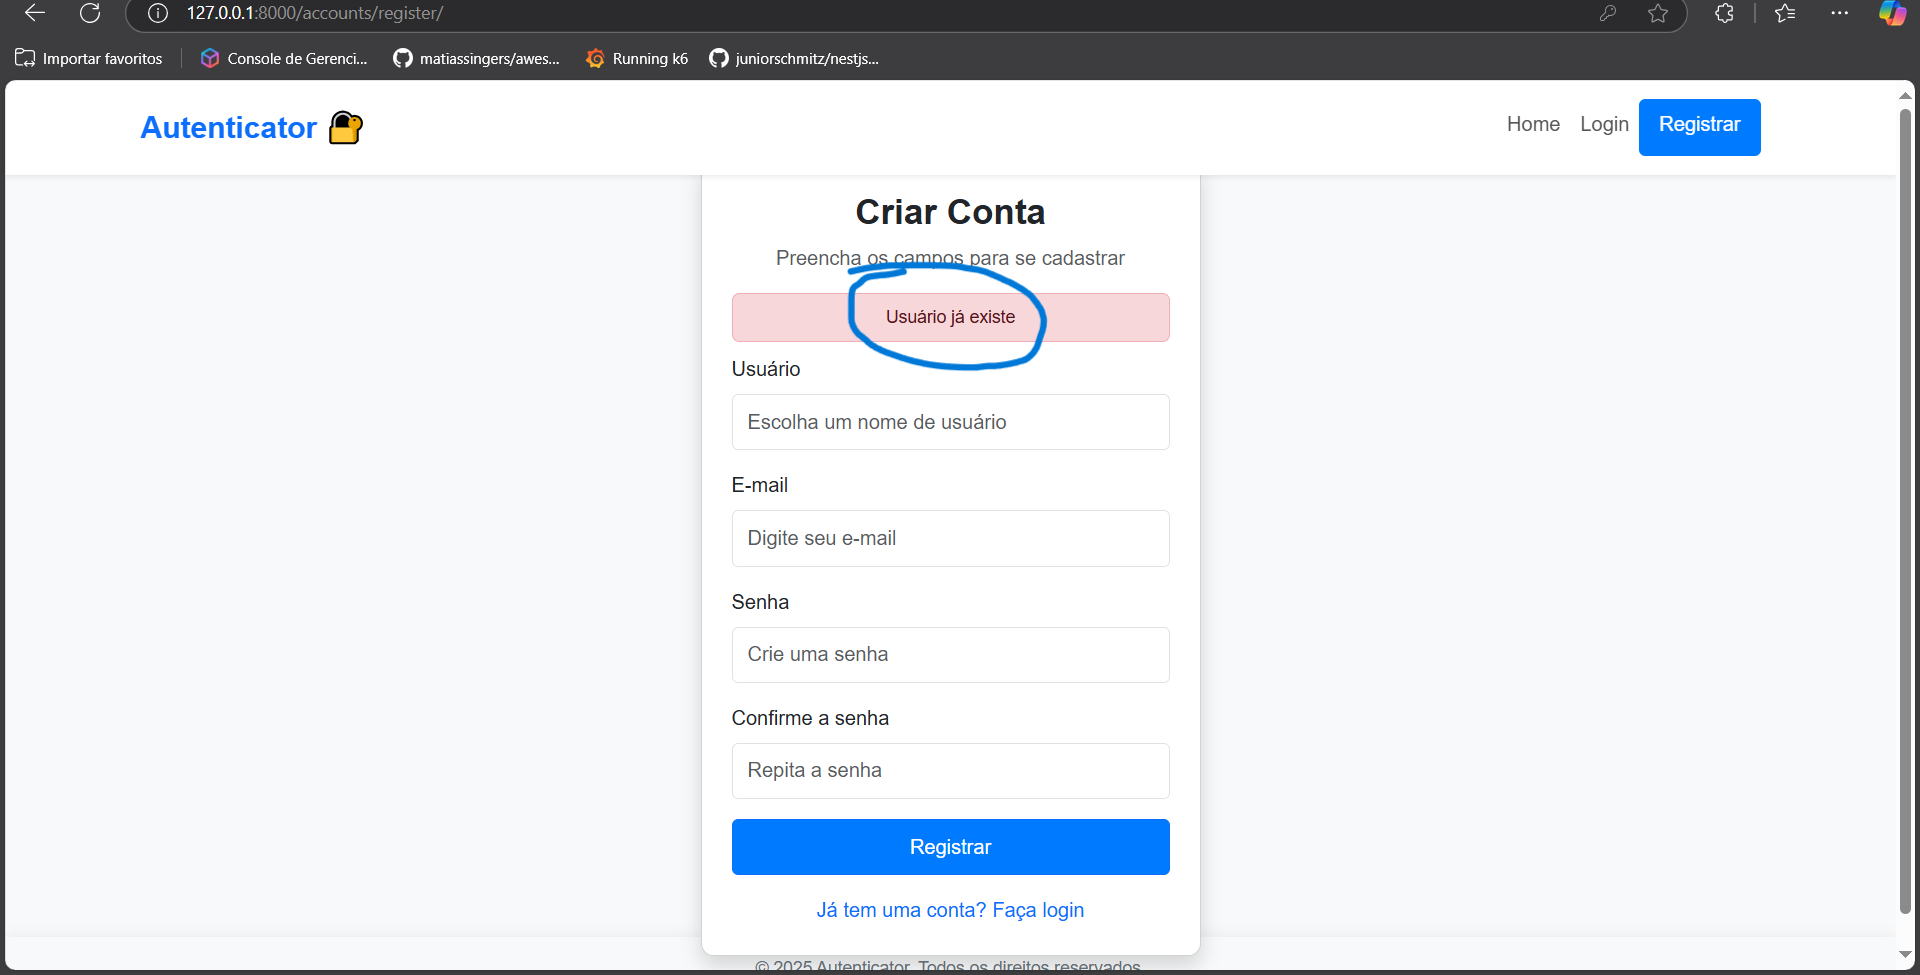 127.0.0.1:8000/accounts/register/
Importar favoritos
Console de Gerenci...
matiassingers/awes...
Running k6
juniorschmitz/nestjs...
Autenticator
Home
Login
Registrar
Criar Conta
Preencha os campos para se cadastrar
Usuário já existe
Usuário
Escolha um nome de usuário
E-mail
Digite seu e-mail
Senha
Crie uma senha
Confirme a senha
Repita a senha
Registrar
Já tem uma conta? Faça login
© 2025 Autenticator. Todos os direitos reservados.